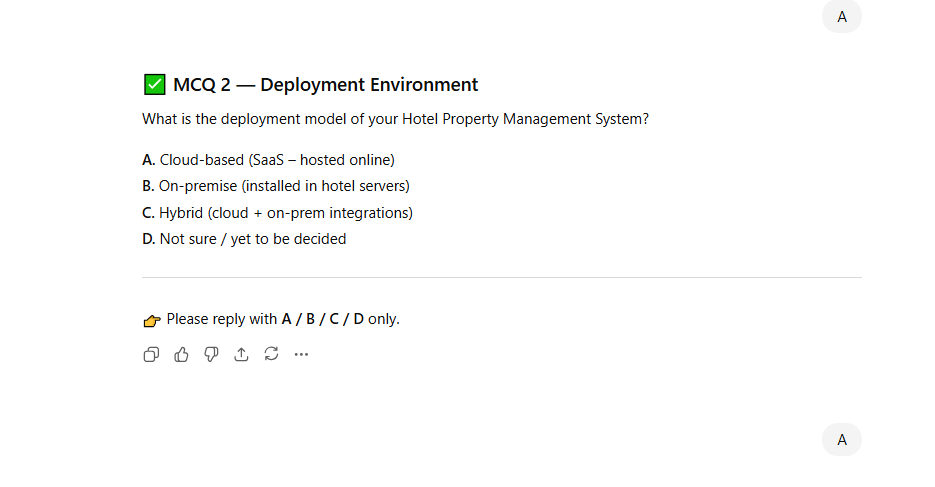 A
✅ MCQ 2 — Deployment Environment
What is the deployment model of your Hotel Property Management System?
A. Cloud-based (SaaS – hosted online)
B. On-premise (installed in hotel servers)
C. Hybrid (cloud + on-prem integrations)
D. Not sure / yet to be decided
👉 Please reply with A / B / C / D only.
A